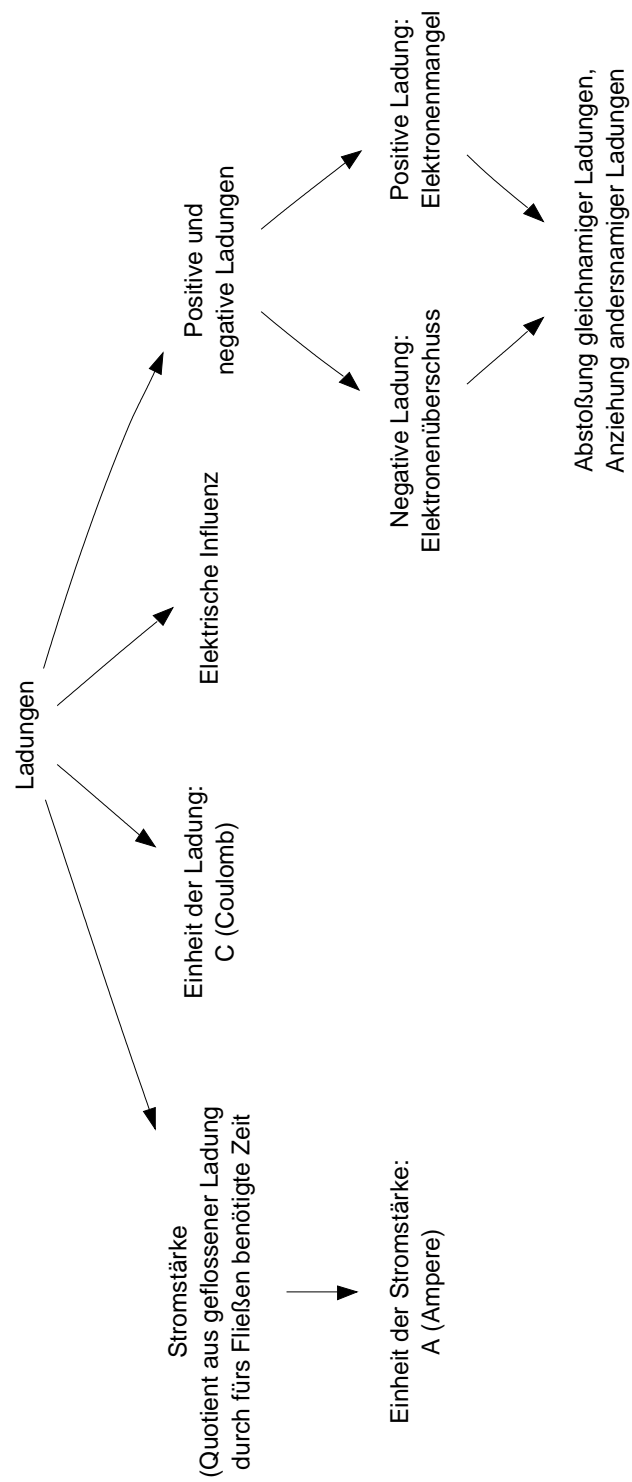 Ladungen
Stromstärke
(Quotient aus geflossener Ladung
durch fürs Fließen benötigte Zeit
Einheit der Ladung:
C (Coulomb)
Elektrische Influenz
Positive und
negative Ladungen
Einheit der Stromstärke:
A (Ampere)
Negative Ladung:
Elektronenüberschuss
Positive Ladung:
Elektronenmangel
Abstoßung gleichnamiger Ladungen,
Anziehung andersnamiger Ladungen